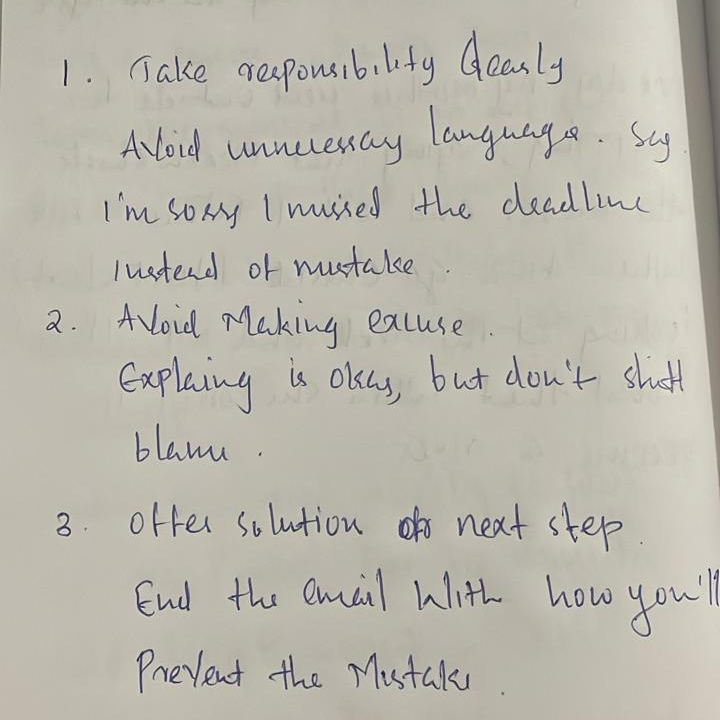 1. Take responsibility Clearly
Avoid unnecessay language. Say
I'm sorry I missed the deadline
Instead of mistake.
2. Avoid Making excuse.
Explaing is okay, but don't shift
blame.
3. Offer solution or next step.
End the email With how you'll
Prevent the Mistake.